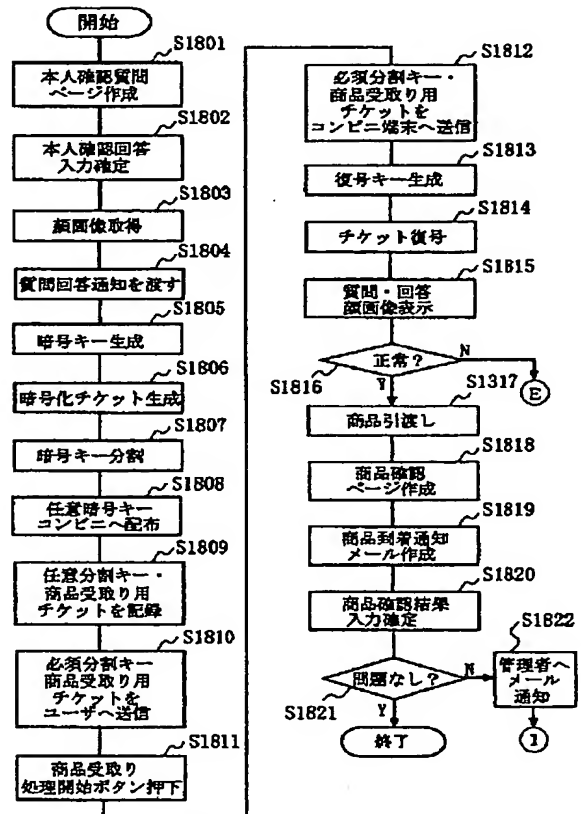 開始
S1801
本人確認質問
ページ作成
S1802
本人確認回答
入力確定
S1803
顔画像取得
S1804
質問回答通知を渡す
S1805
暗号キー生成
S1806
暗号化チケット生成
S1807
暗号キー分割
S1808
任意暗号キー
コンビニへ配布
S1809
任意分割キー・
商品受取り用
チケットを記録
S1810
必須分割キー
商品受取り用
チケットを
ユーザへ送信
S1811
商品受取り
処理開始ボタン押下
S1812
必須分割キー・
商品受取り用
チケットを
コンビニ端末へ送信
S1813
復号キー生成
S1814
チケット復号
S1815
質問・回答
顔画像表示
正常?
N
S1816
Y
E
S1317
商品引渡し
S1818
商品確認
ページ作成
S1819
商品到着通知
メール作成
S1820
商品確認結果
入力確定
S1822
問題なし?
N
管理者へ
メール
通知
S1821
Y
終了
I